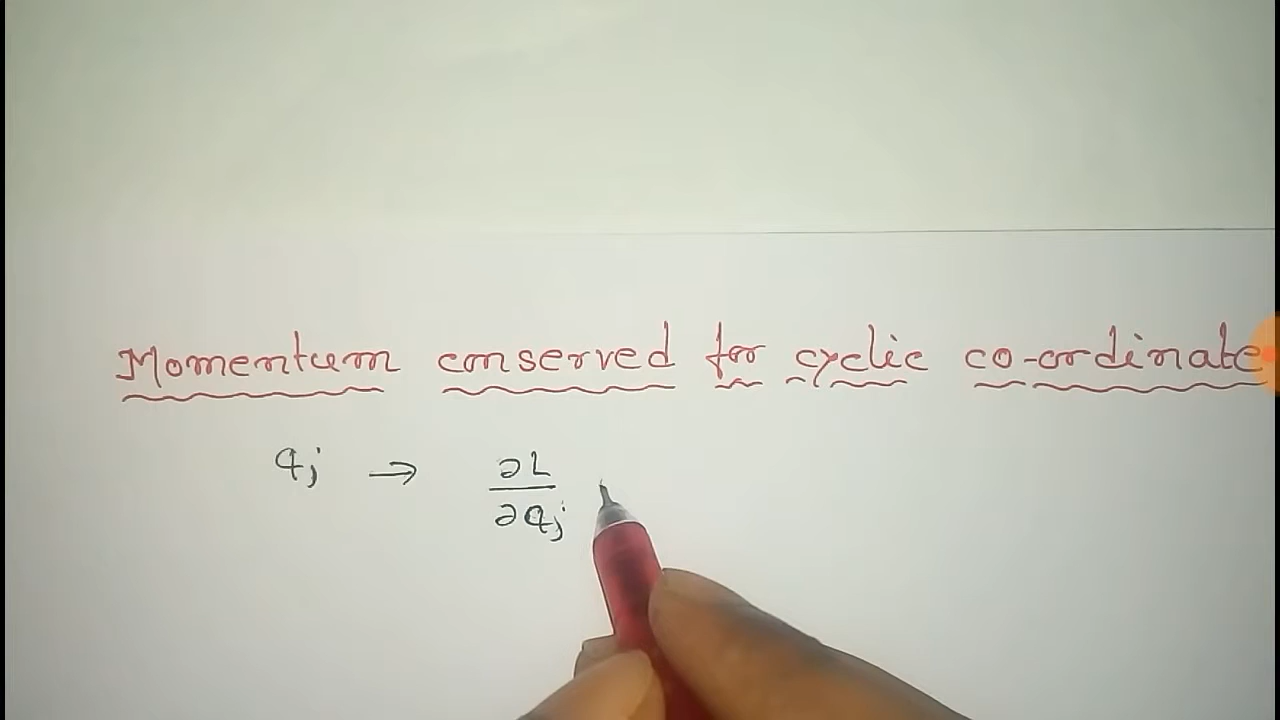 Momentum conserved for cyclic co-ordinate
qj → ∂L/∂qj